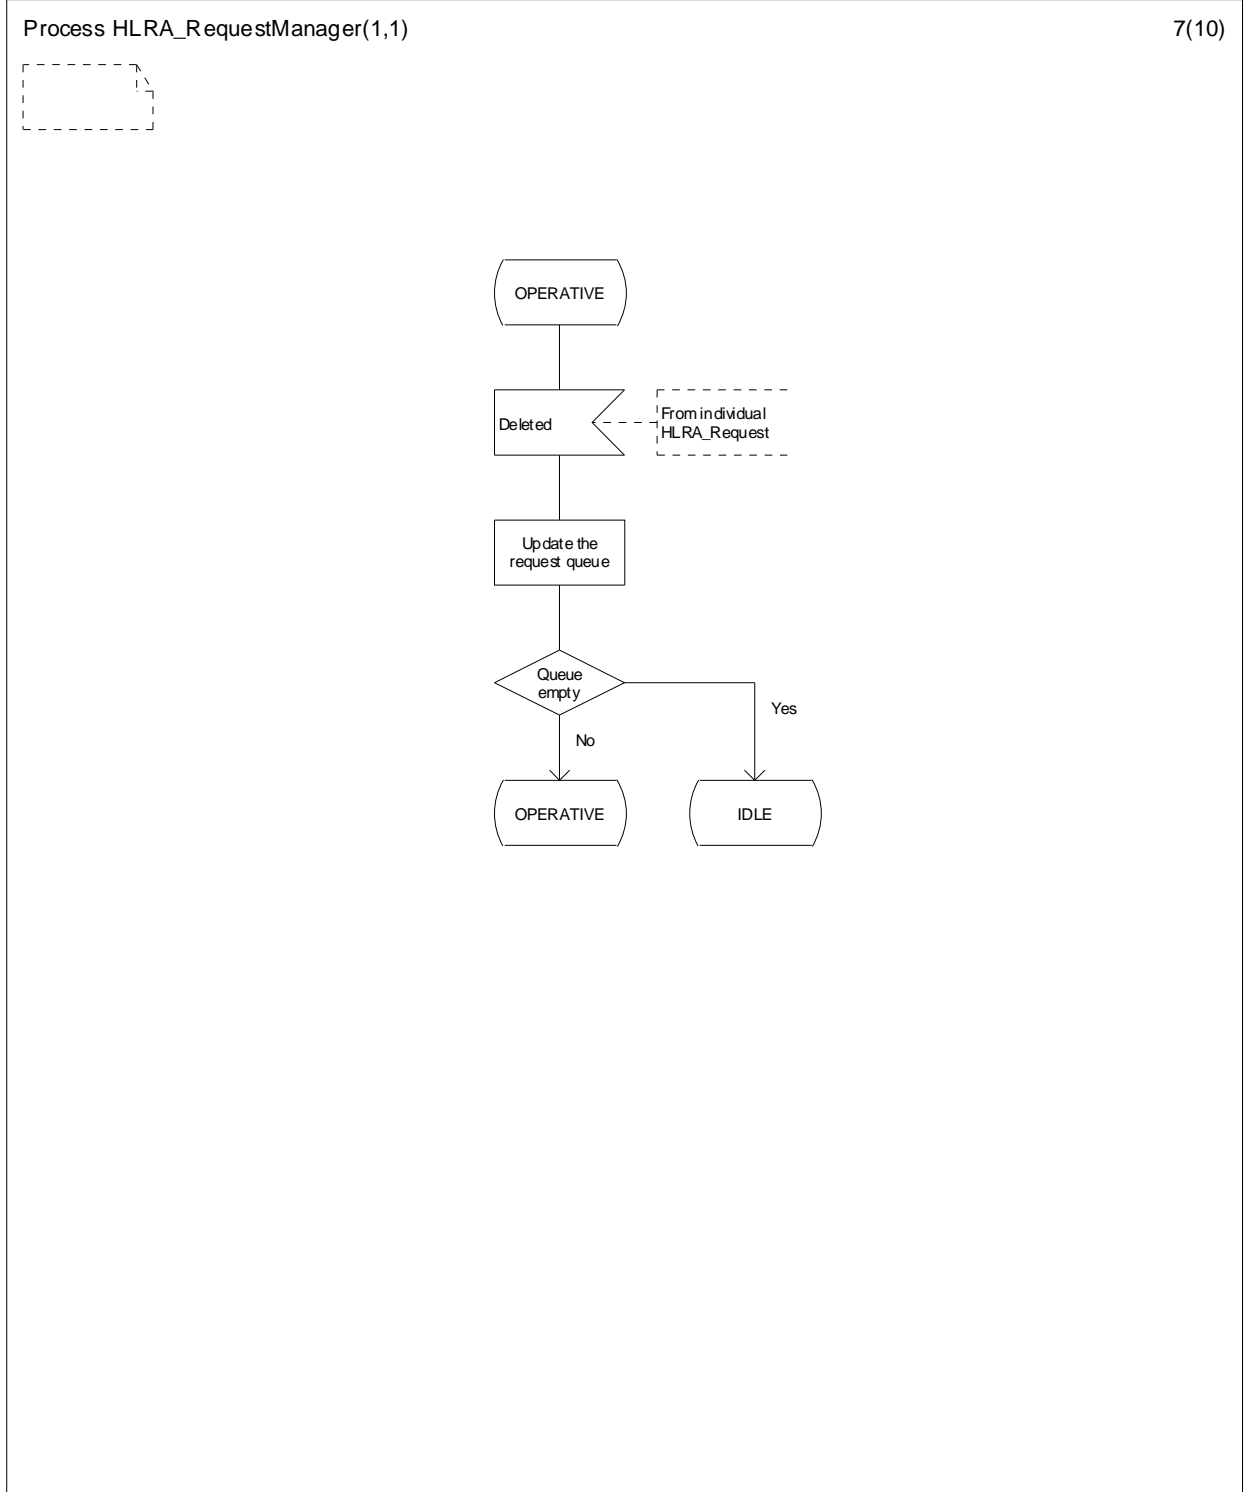 Process HLRA_RequestManager(1,1)
7(10)
OPERATIVE
Deleted
From individual
HLRA_Request
Update the
request queue
Queue
empty
Yes
No
OPERATIVE
IDLE